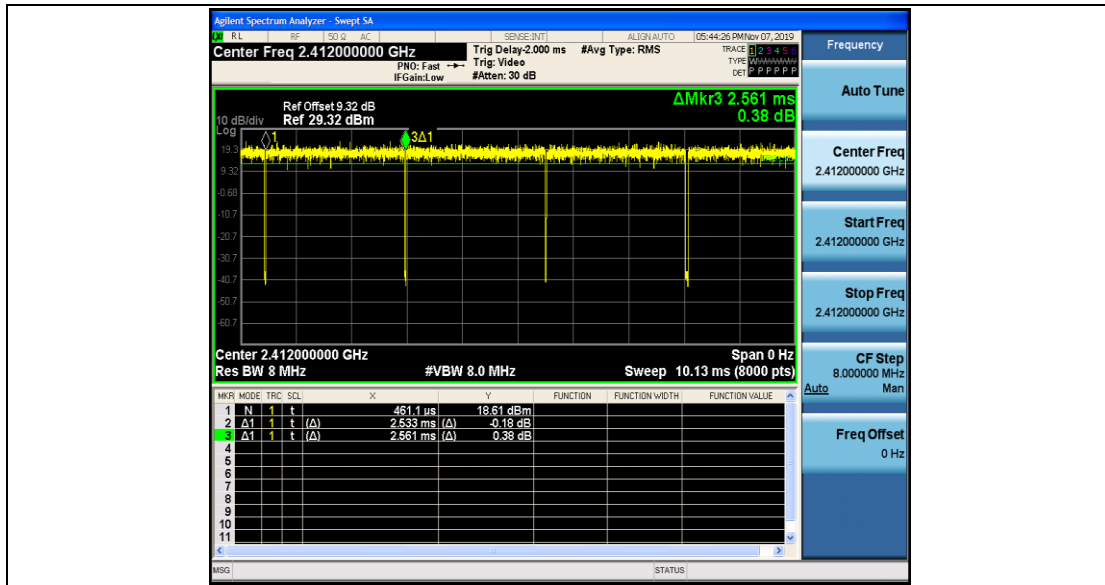 Agilent Spectrum Analyzer - Swept SA
RL RF 50 Ω AC SENSE:INT ALIGNAUTO 05:44:26 PM Nov 07, 2019
Center Freq 2.412000000 GHz
PNO: Fast
IFGain:Low
Trig Delay-2.000 ms
Trig: Video
#Atten: 30 dB
#Avg Type: RMS
TRACE 1 2 3 4 5 6
TYPE
DET P P P P P P
ΔMkr3 2.561 ms
0.38 dB
Ref Offset 9.32 dB
10 dB/div Ref 29.32 dBm
Log
1
3Δ1
19.3
9.32
-0.68
-10.7
-20.7
-30.7
-40.7
-50.7
-60.7
Center 2.412000000 GHz Span 0 Hz
Res BW 8 MHz #VBW 8.0 MHz Sweep 10.13 ms (8000 pts)
MKR MODE TRC SCL X Y FUNCTION FUNCTION WIDTH FUNCTION VALUE
1 N 1 t 461.1 us 18.61 dBm
2 Δ1 1 t (Δ) 2.533 ms (Δ) -0.18 dB
3 Δ1 1 t (Δ) 2.561 ms (Δ) 0.38 dB
4
5
6
7
8
9
10
11
MSG STATUS
Frequency
Auto Tune
Center Freq
2.412000000 GHz
Start Freq
2.412000000 GHz
Stop Freq
2.412000000 GHz
CF Step
8.000000 MHz
Auto Man
Freq Offset
0 Hz